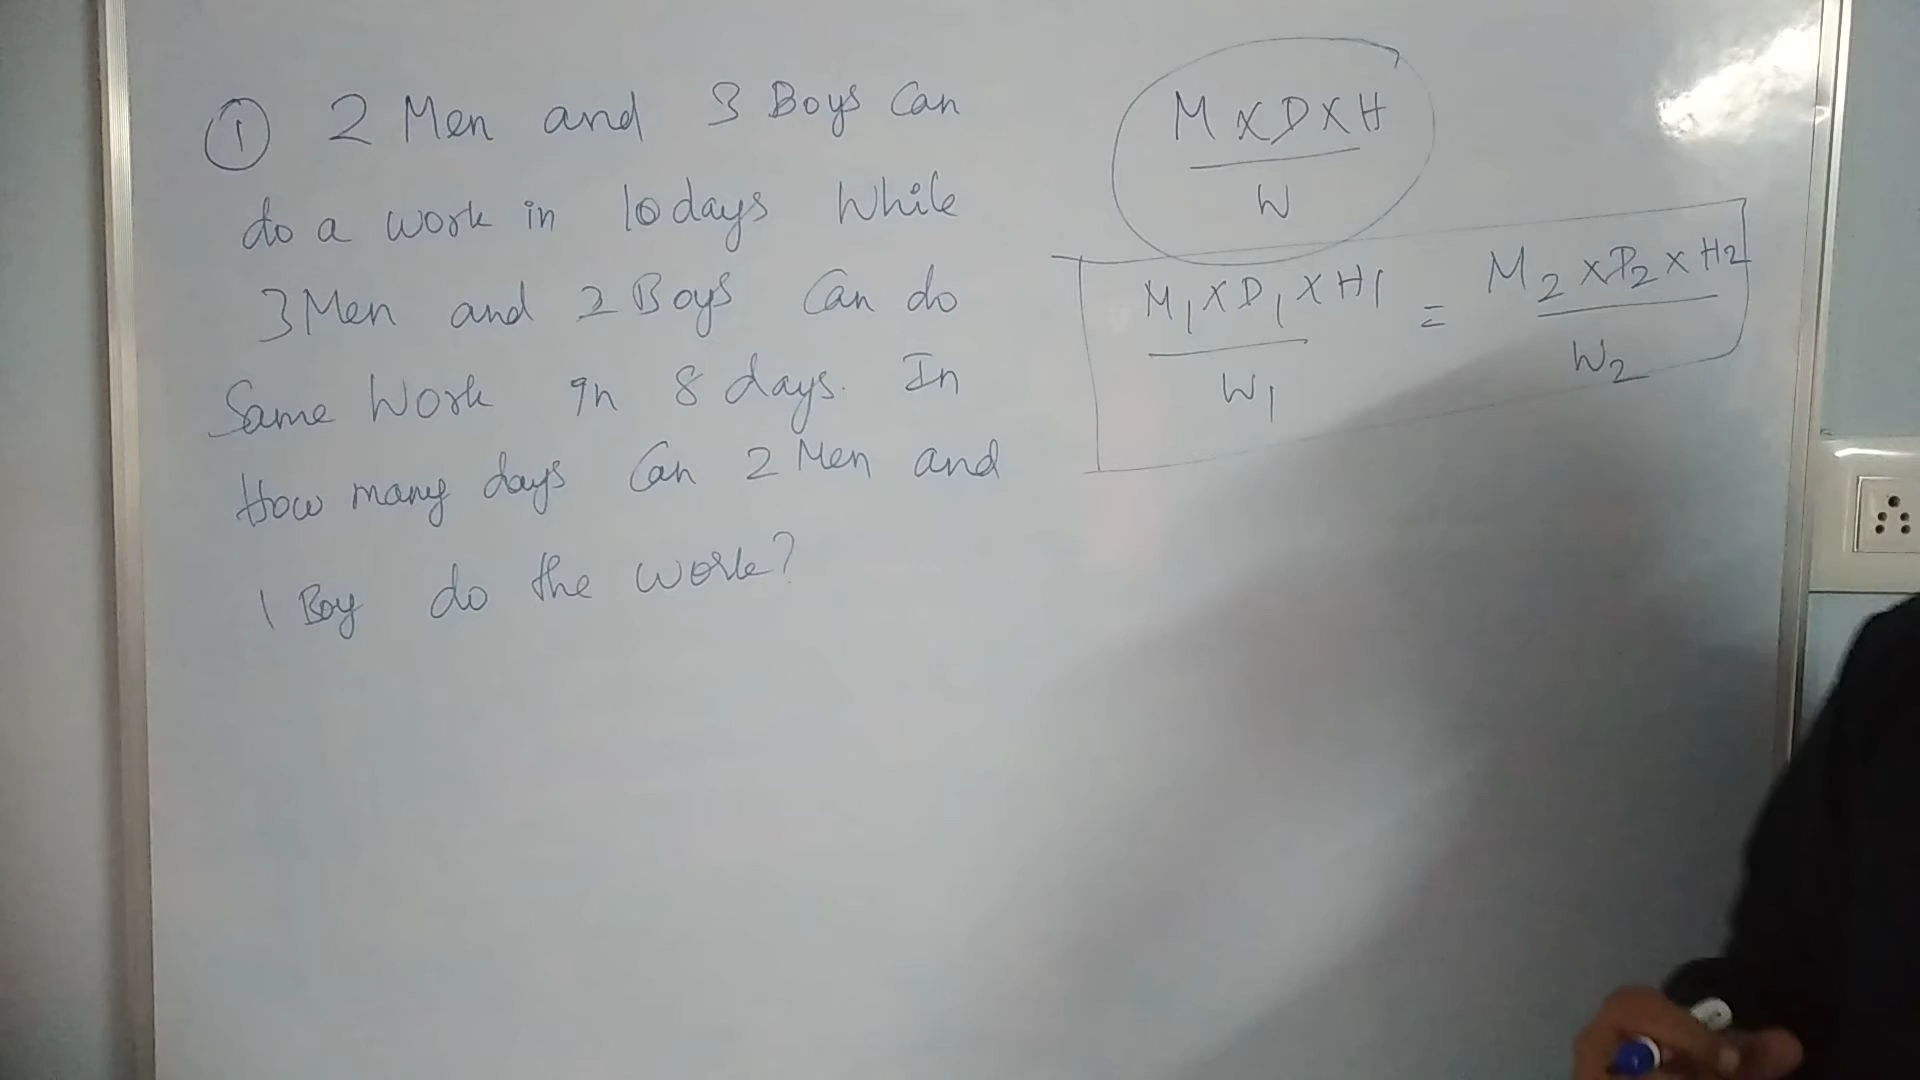 ① 2 Men and 3 Boys Can
do a work in 10 days While
3 Men and 2 Boys Can do
Same Work in 8 days. In
How many days Can 2 Men and
1 Boy do the work?
M X D X H
W
M1 X D1 X H1 = M2 X D2 X H2
W1 W2